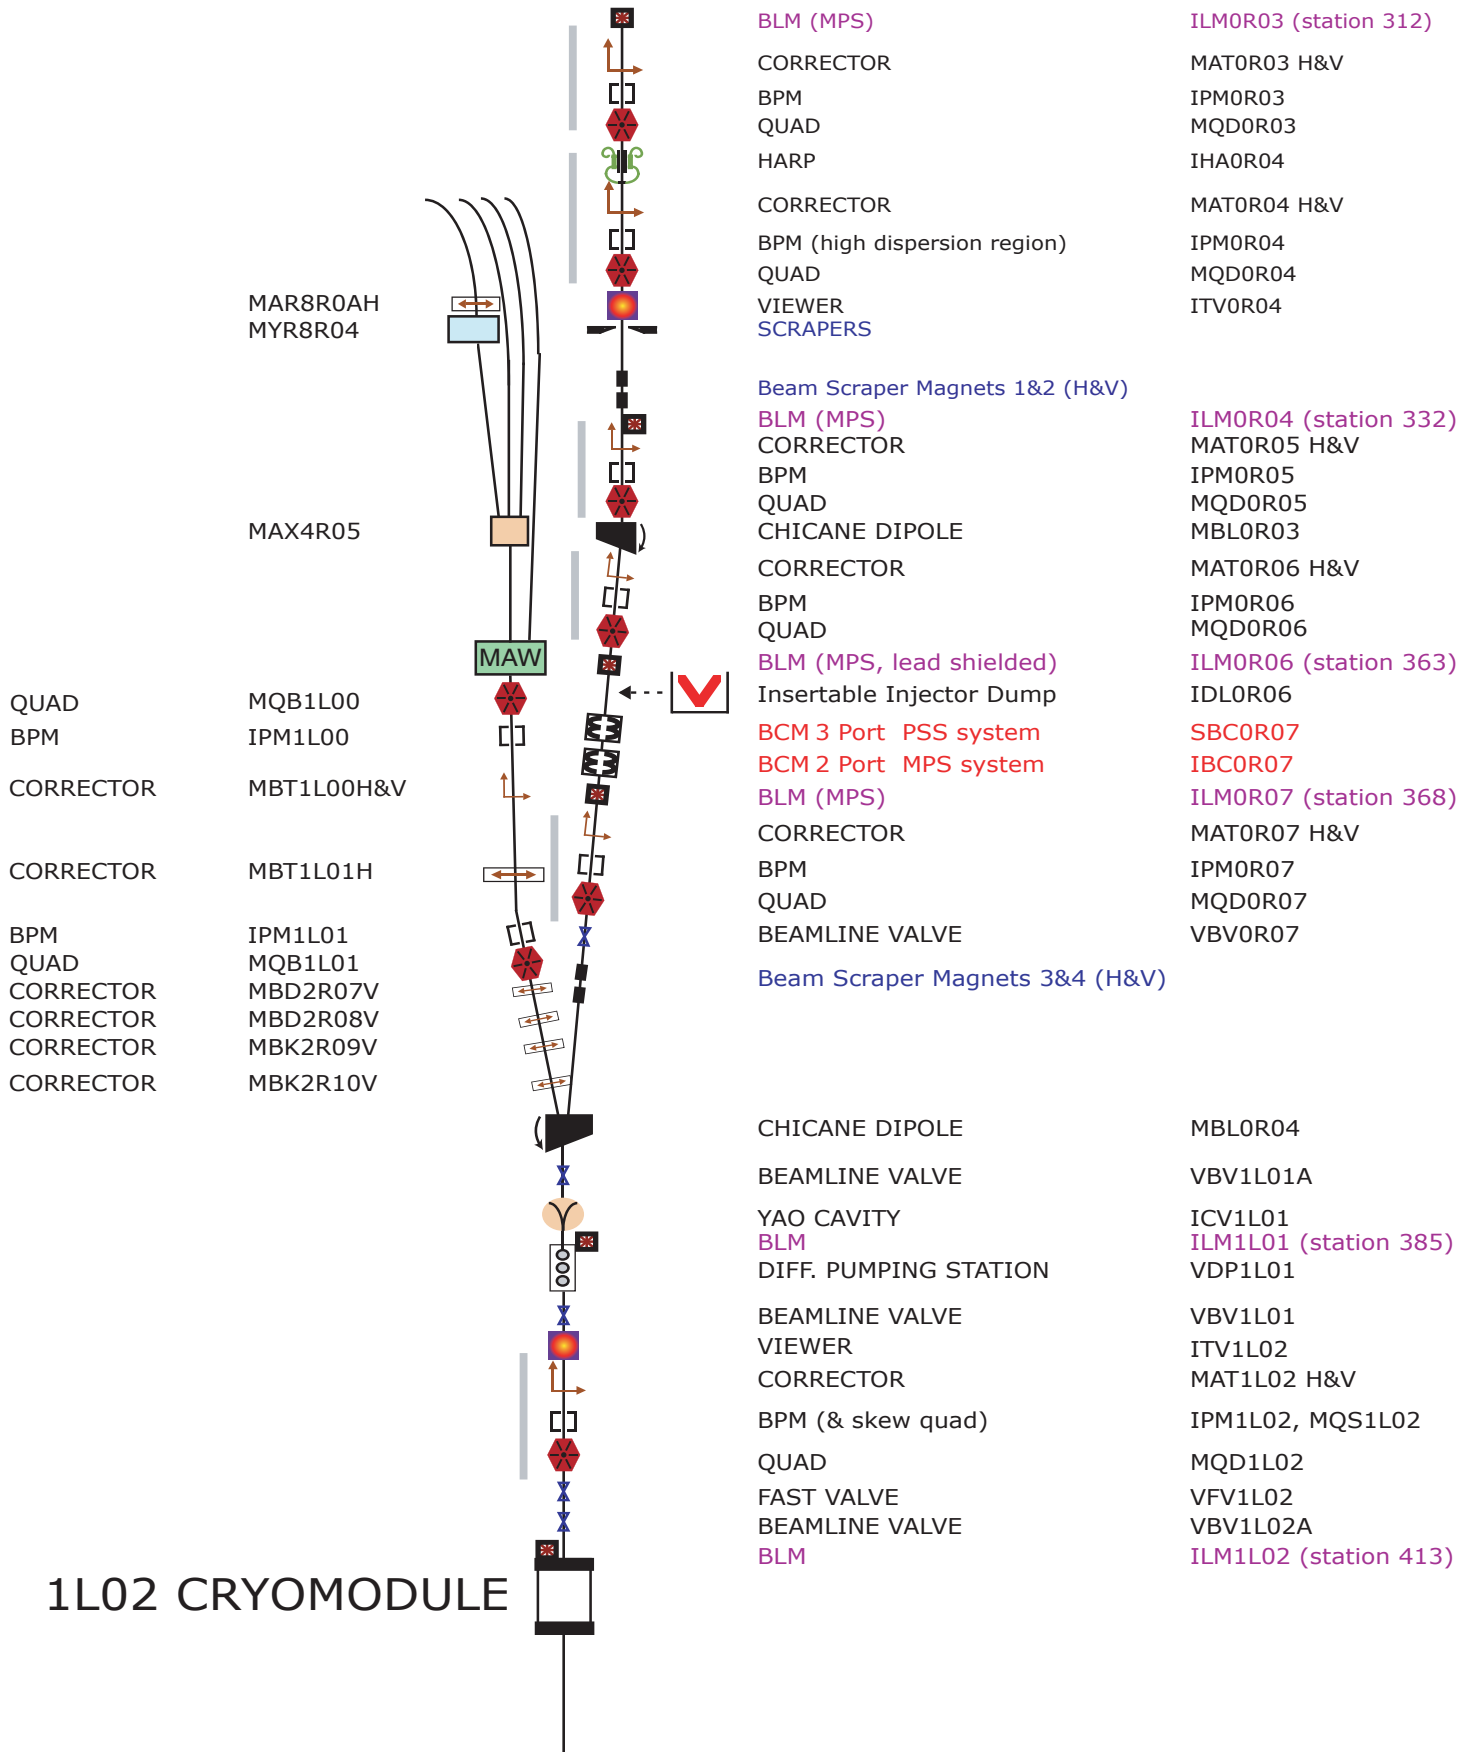 BLM (MPS) ILM0R03 (station 312)
CORRECTOR MAT0R03 H&V
BPM IPM0R03
QUAD MQD0R03
HARP IHA0R04
CORRECTOR MAT0R04 H&V
BPM (high dispersion region) IPM0R04
QUAD MQD0R04
MAR8R0AH VIEWER ITV0R04
MYR8R04 SCRAPERS
Beam Scraper Magnets 1&2 (H&V)
BLM (MPS) ILM0R04 (station 332)
CORRECTOR MAT0R05 H&V
BPM IPM0R05
QUAD MQD0R05
MAX4R05 CHICANE DIPOLE MBL0R03
CORRECTOR MAT0R06 H&V
BPM IPM0R06
QUAD MQD0R06
MAW BLM (MPS, lead shielded) ILM0R06 (station 363)
QUAD MQB1L00 Insertable Injector Dump IDL0R06
BPM IPM1L00 BCM 3 Port PSS system SBC0R07
BCM 2 Port MPS system IBC0R07
CORRECTOR MBT1L00H&V BLM (MPS) ILM0R07 (station 368)
CORRECTOR MAT0R07 H&V
CORRECTOR MBT1L01H BPM IPM0R07
QUAD MQD0R07
BPM IPM1L01 BEAMLINE VALVE VBV0R07
QUAD MQB1L01
Beam Scraper Magnets 3&4 (H&V)
CORRECTOR MBD2R07V
CORRECTOR MBD2R08V
CORRECTOR MBK2R09V
CORRECTOR MBK2R10V
CHICANE DIPOLE MBL0R04
BEAMLINE VALVE VBV1L01A
YAO CAVITY ICV1L01
BLM ILM1L01 (station 385)
DIFF. PUMPING STATION VDP1L01
BEAMLINE VALVE VBV1L01
VIEWER ITV1L02
CORRECTOR MAT1L02 H&V
BPM (& skew quad) IPM1L02, MQS1L02
QUAD MQD1L02
FAST VALVE VFV1L02
BEAMLINE VALVE VBV1L02A
BLM ILM1L02 (station 413)
1L02 CRYOMODULE